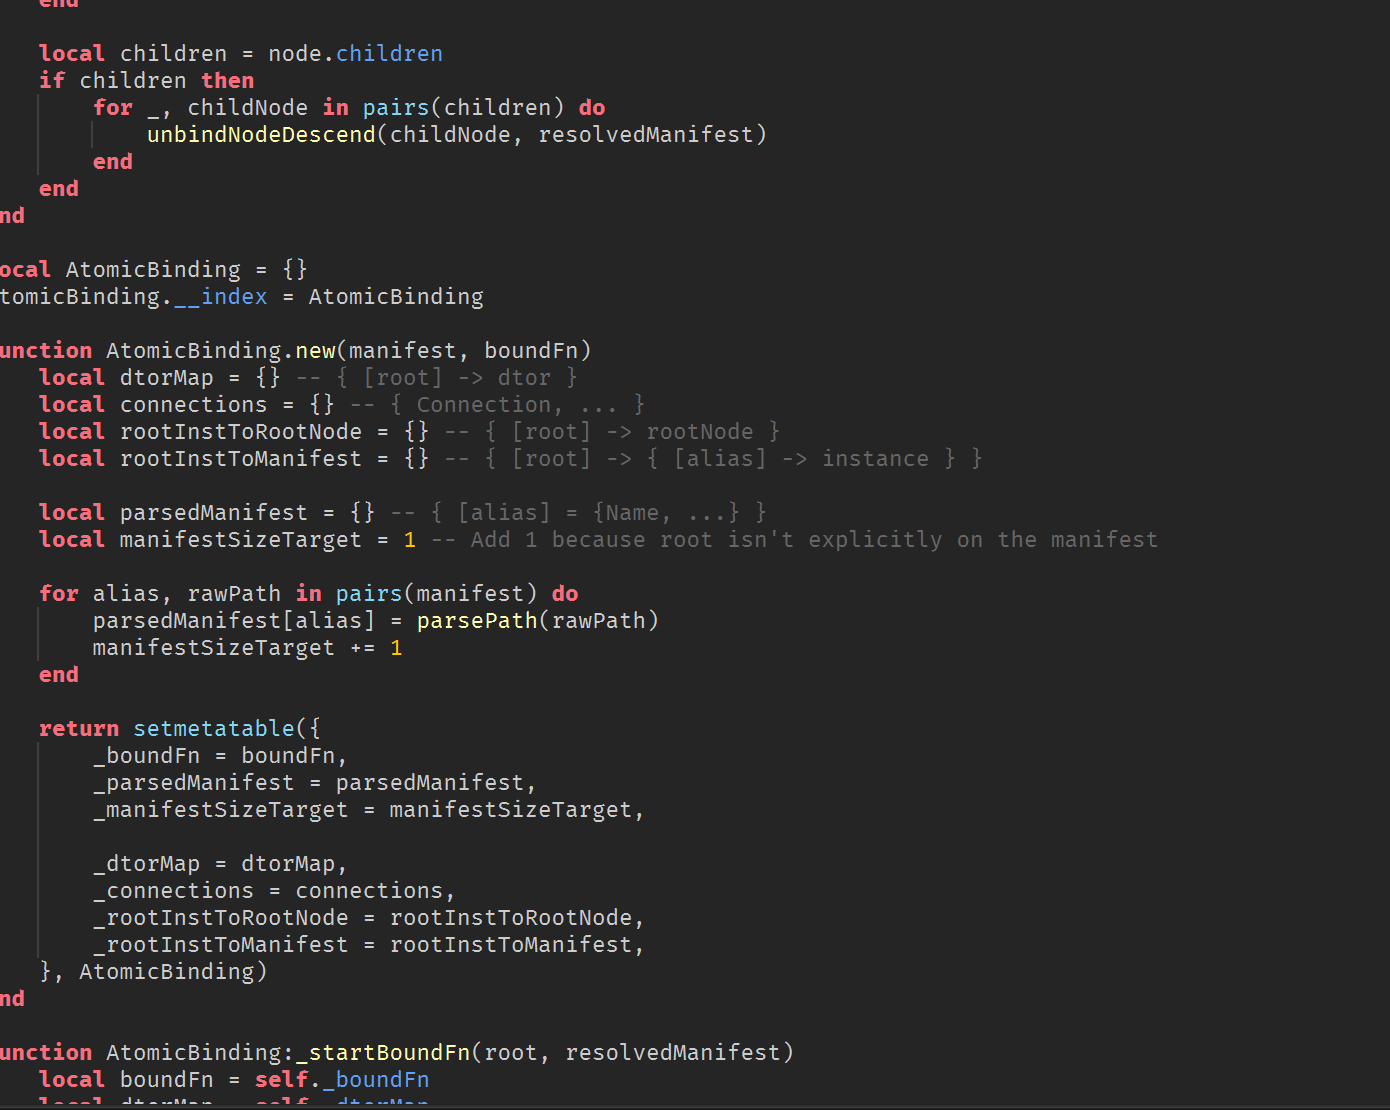 end
local children = node.children
if children then
for _, childNode in pairs(children) do
unbindNodeDescend(childNode, resolvedManifest)
end
end
nd
ocal AtomicBinding = {}
tomicBinding.__index = AtomicBinding
unction AtomicBinding.new(manifest, boundFn)
local dtorMap = {} -- { [root] -> dtor }
local connections = {} -- { Connection, ... }
local rootInstToRootNode = {} -- { [root] -> rootNode }
local rootInstToManifest = {} -- { [root] -> { [alias] -> instance } }
local parsedManifest = {} -- { [alias] = {Name, ...} }
local manifestSizeTarget = 1 -- Add 1 because root isn't explicitly on the manifest
for alias, rawPath in pairs(manifest) do
parsedManifest[alias] = parsePath(rawPath)
manifestSizeTarget += 1
end
return setmetatable({
_boundFn = boundFn,
_parsedManifest = parsedManifest,
_manifestSizeTarget = manifestSizeTarget,
_dtorMap = dtorMap,
_connections = connections,
_rootInstToRootNode = rootInstToRootNode,
_rootInstToManifest = rootInstToManifest,
}, AtomicBinding)
nd
unction AtomicBinding:_startBoundFn(root, resolvedManifest)
local boundFn = self._boundFn
local dtorMap = self._dtorMap